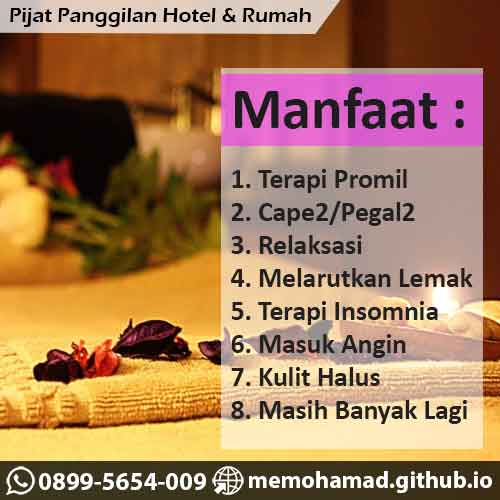 Pijat Panggilan Hotel & Rumah
Manfaat :
1. Terapi Promil
2. Cape2/Pegal2
3. Relaksasi
4. Melarutkan Lemak
5. Terapi Insomnia
6. Masuk Angin
7. Kulit Halus
8. Masih Banyak Lagi
0899-5654-009 memohamad.github.io